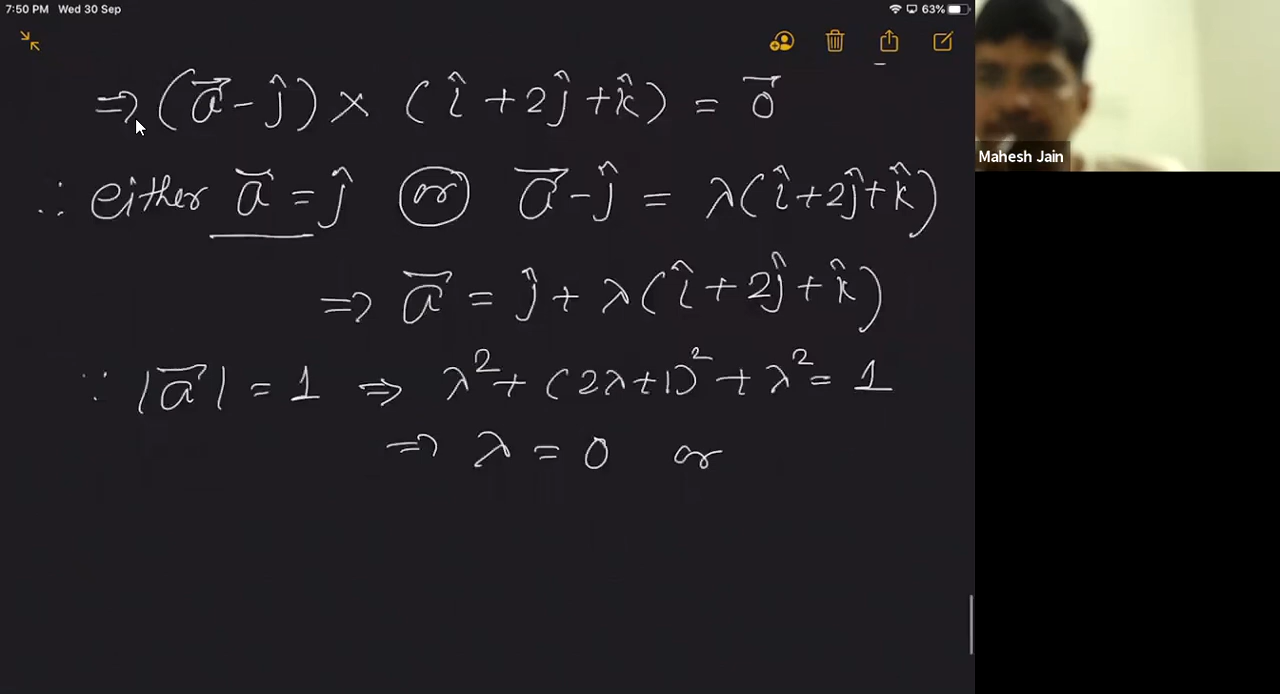 7:50 PM Wed 30 Sep
63%
⇒ (a⃗ - ĵ) × (î + 2ĵ + k̂) = 0⃗
Mahesh Jain
∴ either a⃗ = ĵ or a⃗ - ĵ = λ(î + 2ĵ + k̂)
⇒ a⃗ = ĵ + λ(î + 2ĵ + k̂)
∵ |a⃗| = 1 ⇒ λ² + (2λ+1)² + λ² = 1
⇒ λ = 0 or